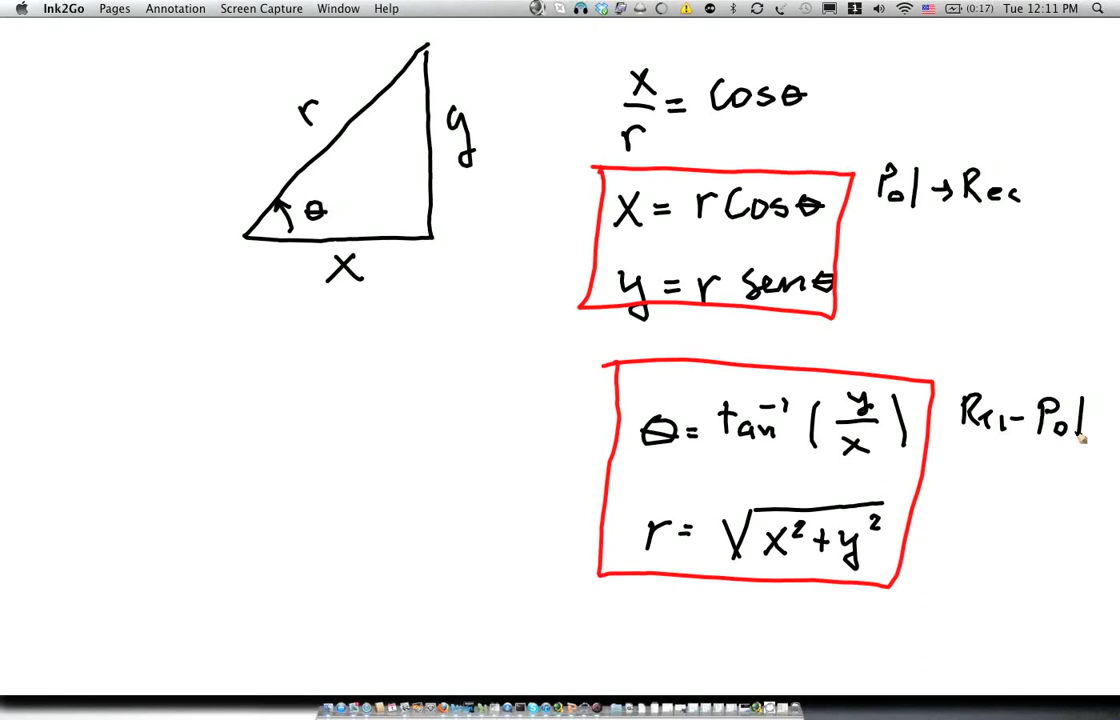 Ink2Go Pages Annotation Screen Capture Window Help (0:17) Tue 12:11 PM
r
y
θ
x
x/r = cosθ
x = r cosθ
y = r senθ
Pol → Rec
θ = tan⁻¹ (y/x)
r = √x²+y²
Pol